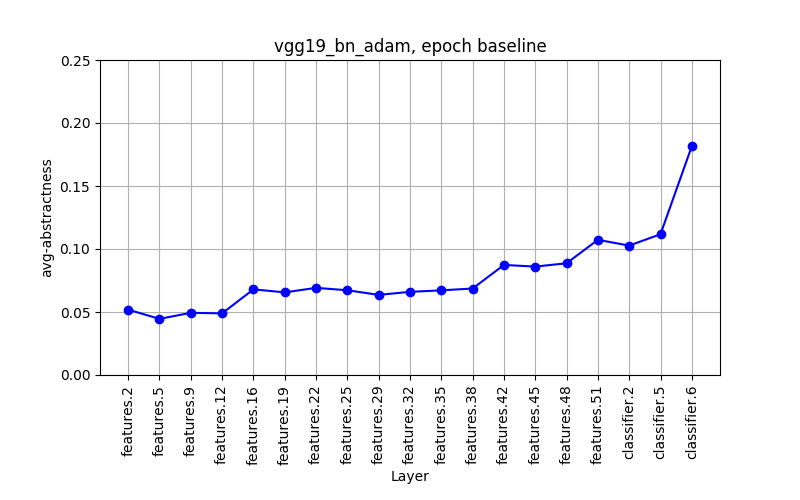 vgg19_bn_adam, epoch baseline
avg-abstractness
0.25
0.20
0.15
0.10
0.05
0.00
features.2
features.5
features.9
features.12
features.16
features.19
features.22
features.25
features.29
features.32
features.35
features.38
features.42
features.45
features.48
features.51
classifier.2
classifier.5
classifier.6
Layer